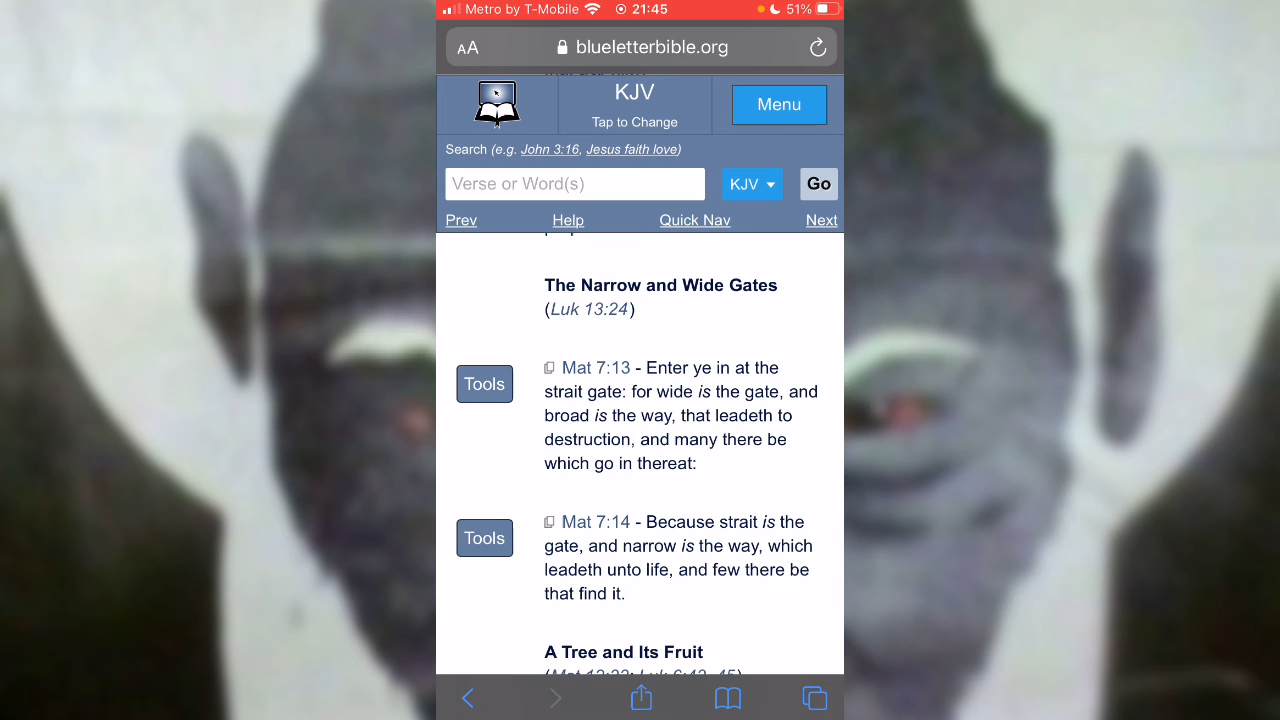 Metro by T-Mobile 21:45 51%
AA blueletterbible.org
KJV
Tap to Change
Menu
Search (e.g. John 3:16, Jesus faith love)
Verse or Word(s) KJV Go
Prev Help Quick Nav Next
The Narrow and Wide Gates
(Luk 13:24)
Tools
Mat 7:13 - Enter ye in at the
strait gate: for wide is the gate, and
broad is the way, that leadeth to
destruction, and many there be
which go in thereat:
Tools
Mat 7:14 - Because strait is the
gate, and narrow is the way, which
leadeth unto life, and few there be
that find it.
A Tree and Its Fruit